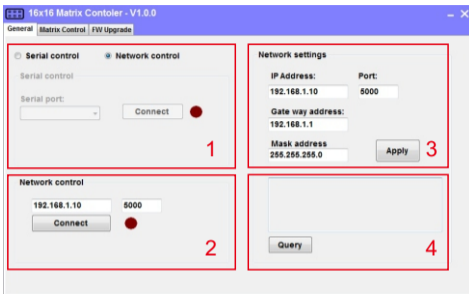 16x16 Matrix Contoler - V1.0.0
General Matrix Control FW Upgrade
Serial control Network control
Serial control
Serial port:
Connect
1
Network settings
IP Address: Port:
192.168.1.10 5000
Gate way address:
192.168.1.1
Mask address
255.255.255.0
Apply
3
Network control
192.168.1.10 5000
Connect
2
Query
4